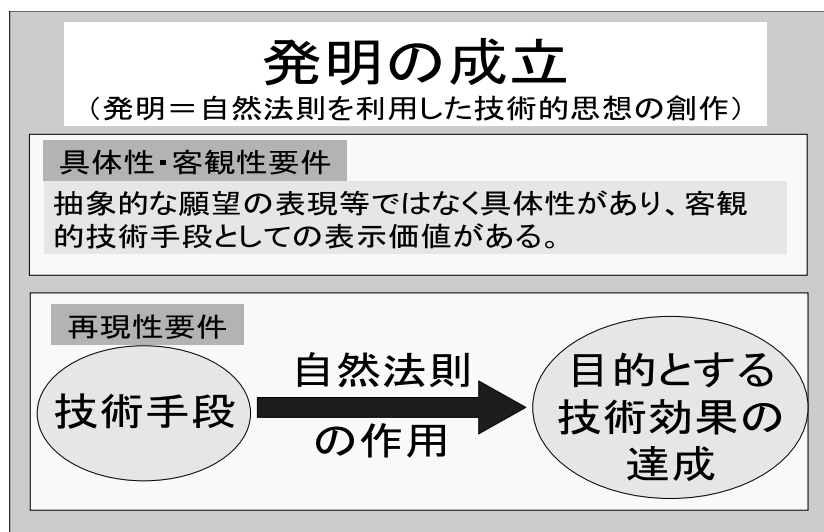 発明の成立
（発明＝自然法則を利用した技術的思想の創作）
具体性・客観性要件
抽象的な願望の表現等ではなく具体性があり、客観
的技術手段としての表示価値がある。
再現性要件
技術手段
自然法則
の作用
目的とする
技術効果の
達成